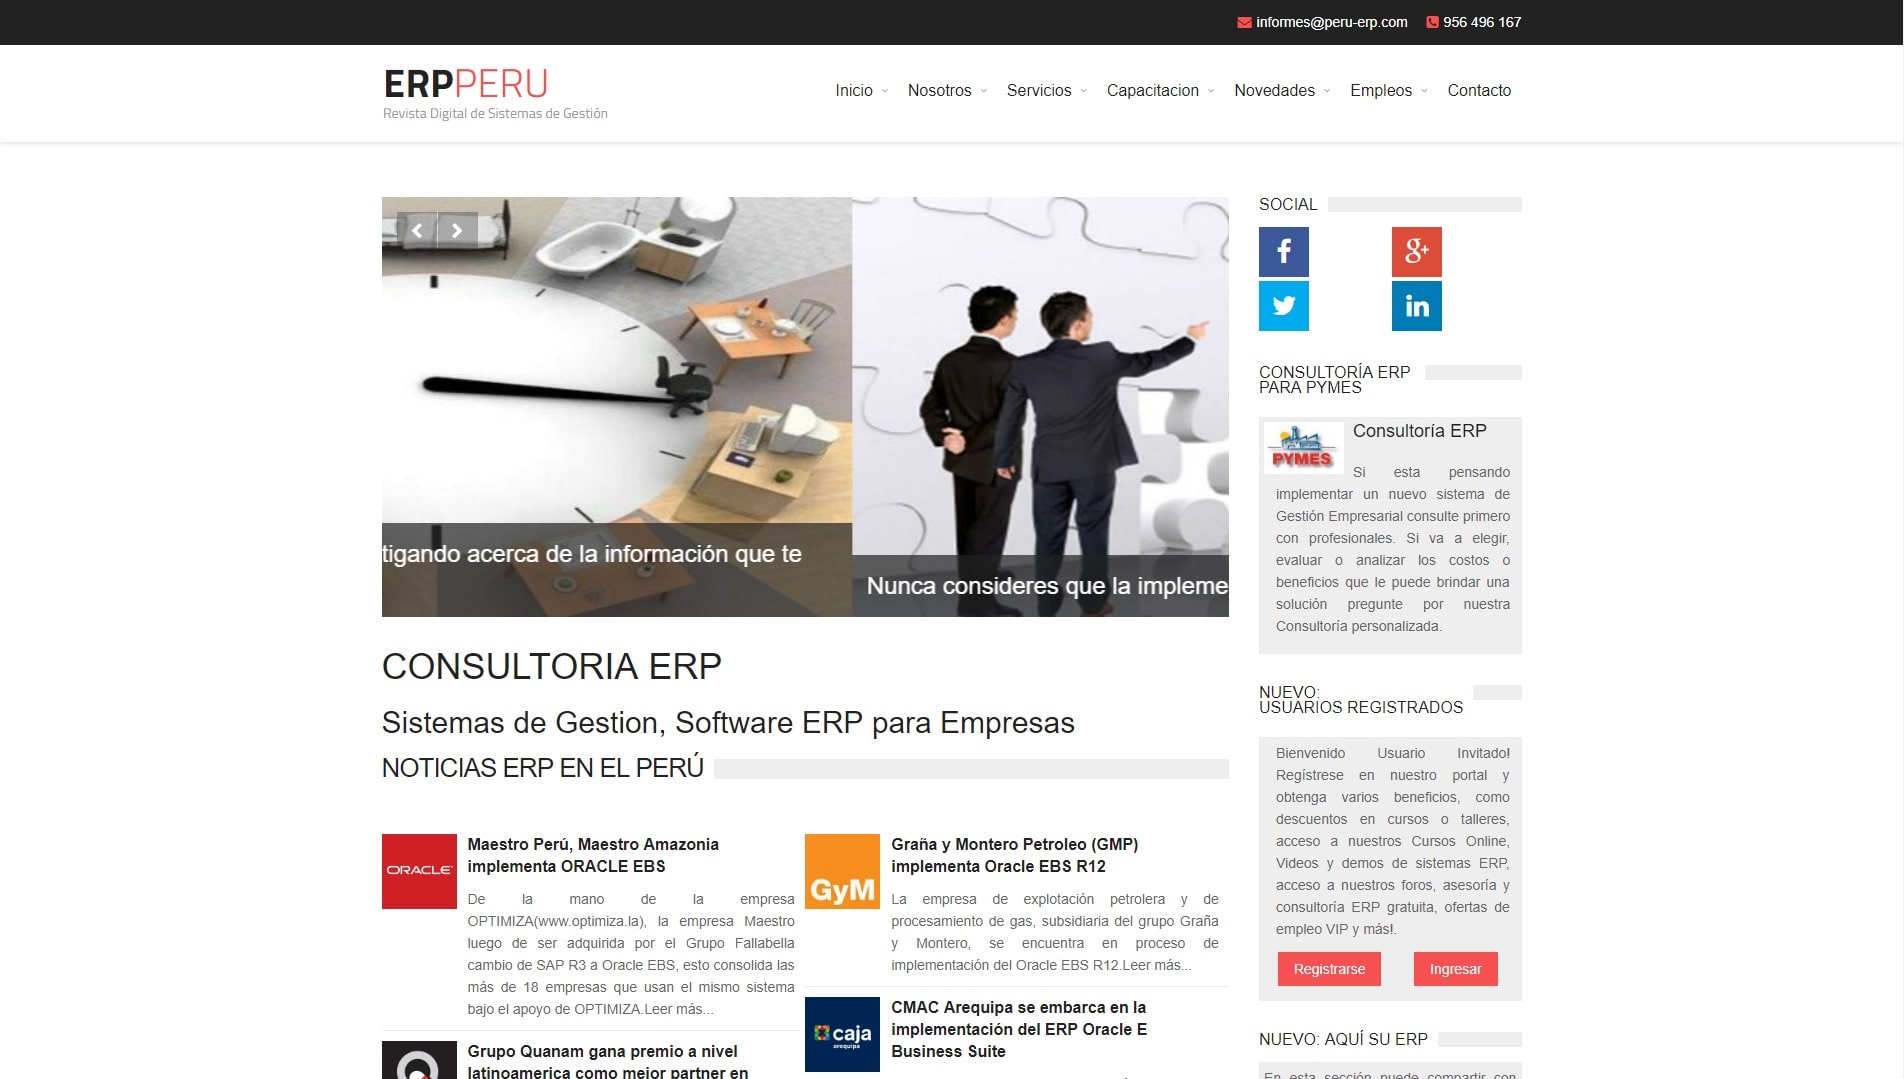 informes@peru-erp.com 956 496 167
ERPPERU
Revista Digital de Sistemas de Gestión
Inicio Nosotros Servicios Capacitacion Novedades Empleos Contacto
tigando acerca de la información que te
Nunca consideres que la impleme
CONSULTORIA ERP
Sistemas de Gestion, Software ERP para Empresas
NOTICIAS ERP EN EL PERÚ
ORACLE
Maestro Perú, Maestro Amazonia
implementa ORACLE EBS
De la mano de la empresa
OPTIMIZA(www.optimiza.la), la empresa Maestro
luego de ser adquirida por el Grupo Fallabella
cambio de SAP R3 a Oracle EBS, esto consolida las
más de 18 empresas que usan el mismo sistema
bajo el apoyo de OPTIMIZA.Leer más...
Grupo Quanam gana premio a nivel
latinoamerica como mejor partner en
GyM
Graña y Montero Petroleo (GMP)
implementa Oracle EBS R12
La empresa de explotación petrolera y de
procesamiento de gas, subsidiaria del grupo Graña
y Montero, se encuentra en proceso de
implementación del Oracle EBS R12.Leer más...
caja
arequipa
CMAC Arequipa se embarca en la
implementación del ERP Oracle E
Business Suite
SOCIAL
CONSULTORÍA ERP
PARA PYMES
PYMES
Consultoría ERP
Si esta pensando
implementar un nuevo sistema de
Gestión Empresarial consulte primero
con profesionales. Si va a elegir,
evaluar o analizar los costos o
beneficios que le puede brindar una
solución pregunte por nuestra
Consultoría personalizada.
NUEVO:
USUARIOS REGISTRADOS
Bienvenido Usuario Invitado!
Regístrese en nuestro portal y
obtenga varios beneficios, como
descuentos en cursos o talleres,
acceso a nuestros Cursos Online,
Videos y demos de sistemas ERP,
acceso a nuestros foros, asesoría y
consultoría ERP gratuita, ofertas de
empleo VIP y más!.
Registrarse Ingresar
NUEVO: AQUÍ SU ERP
En esta sección puede compartir con